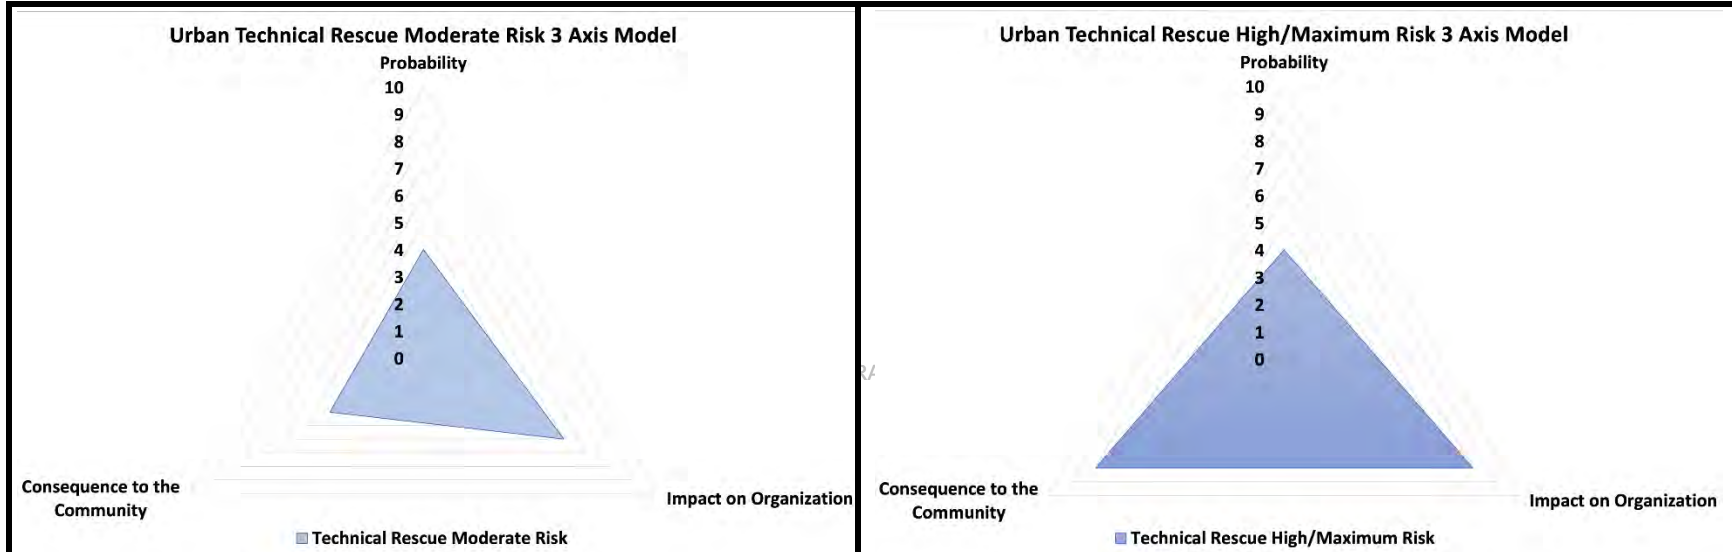 Urban Technical Rescue Moderate Risk 3 Axis Model
Probability
10
9
8
7
6
5
4
3
2
1
0
Consequence to the
Community
Impact on Organization
Technical Rescue Moderate Risk
Urban Technical Rescue High/Maximum Risk 3 Axis Model
Probability
10
9
8
7
6
5
4
3
2
1
0
Consequence to the
Community
Impact on Organization
Technical Rescue High/Maximum Risk